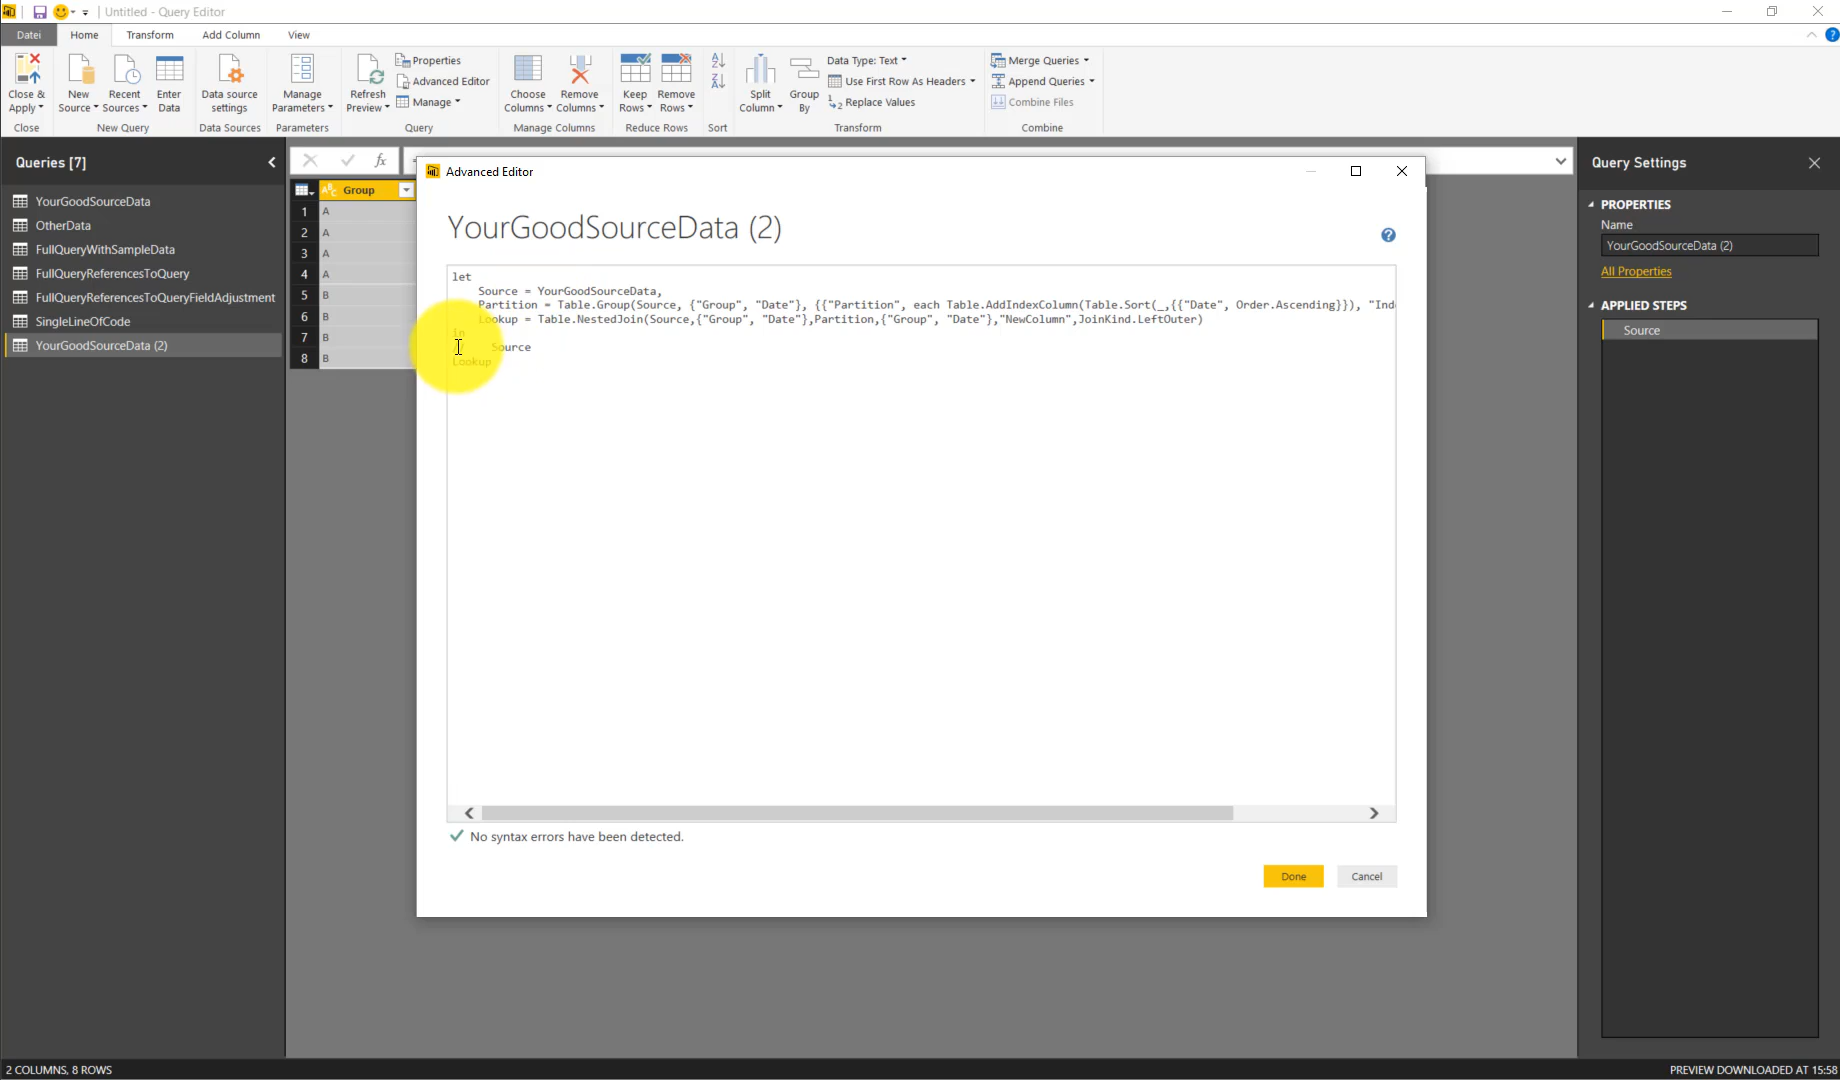 Untitled - Query Editor
Datei Home Transform Add Column View
Close & Apply
New Source
Recent Sources
Enter Data
Data source settings
Manage Parameters
Refresh Preview
Properties
Advanced Editor
Manage
Choose Columns
Remove Columns
Keep Rows
Remove Rows
Split Column
Group By
Data Type: Text
Use First Row As Headers
Replace Values
Merge Queries
Append Queries
Combine Files
Close New Query Data Sources Parameters Query Manage Columns Reduce Rows Sort Transform Combine
Queries [7]
YourGoodSourceData
OtherData
FullQueryWithSampleData
FullQueryReferencesToQuery
FullQueryReferencesToQueryFieldAdjustment
SingleLineOfCode
YourGoodSourceData (2)
fx
Group
1 A
2 A
3 A
4 A
5 B
6 B
7 B
8 B
Advanced Editor
YourGoodSourceData (2)
let
Source = YourGoodSourceData,
Partition = Table.Group(Source, {"Group", "Date"}, {{"Partition", each Table.AddIndexColumn(Table.Sort(_,{{"Date", Order.Ascending}}), "Inde
Lookup = Table.NestedJoin(Source,{"Group", "Date"},Partition,{"Group", "Date"},"NewColumn",JoinKind.LeftOuter)
in
Source
Lookup
No syntax errors have been detected.
Done Cancel
Query Settings
PROPERTIES
Name
YourGoodSourceData (2)
All Properties
APPLIED STEPS
Source
2 COLUMNS, 8 ROWS
PREVIEW DOWNLOADED AT 15:58